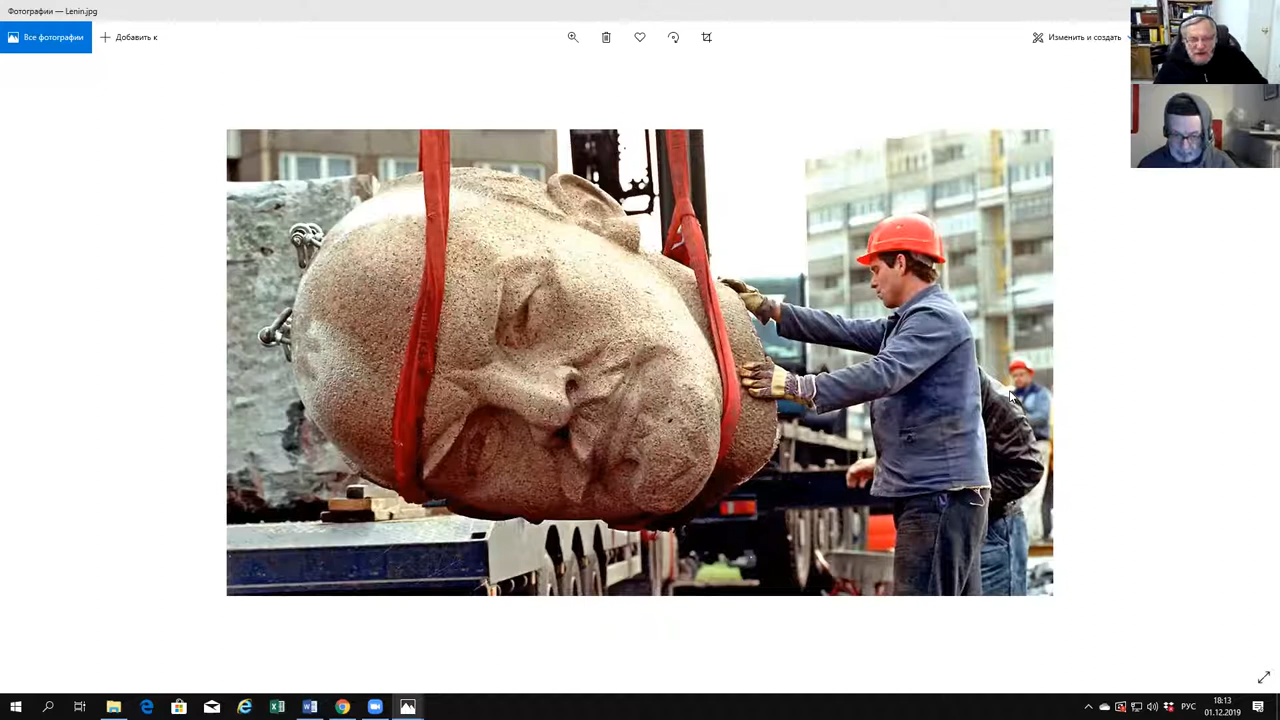 Фотографии — Lenin.jpg
Все фотографии
Добавить к
Изменить и создать
РУС
18:13
01.12.2019